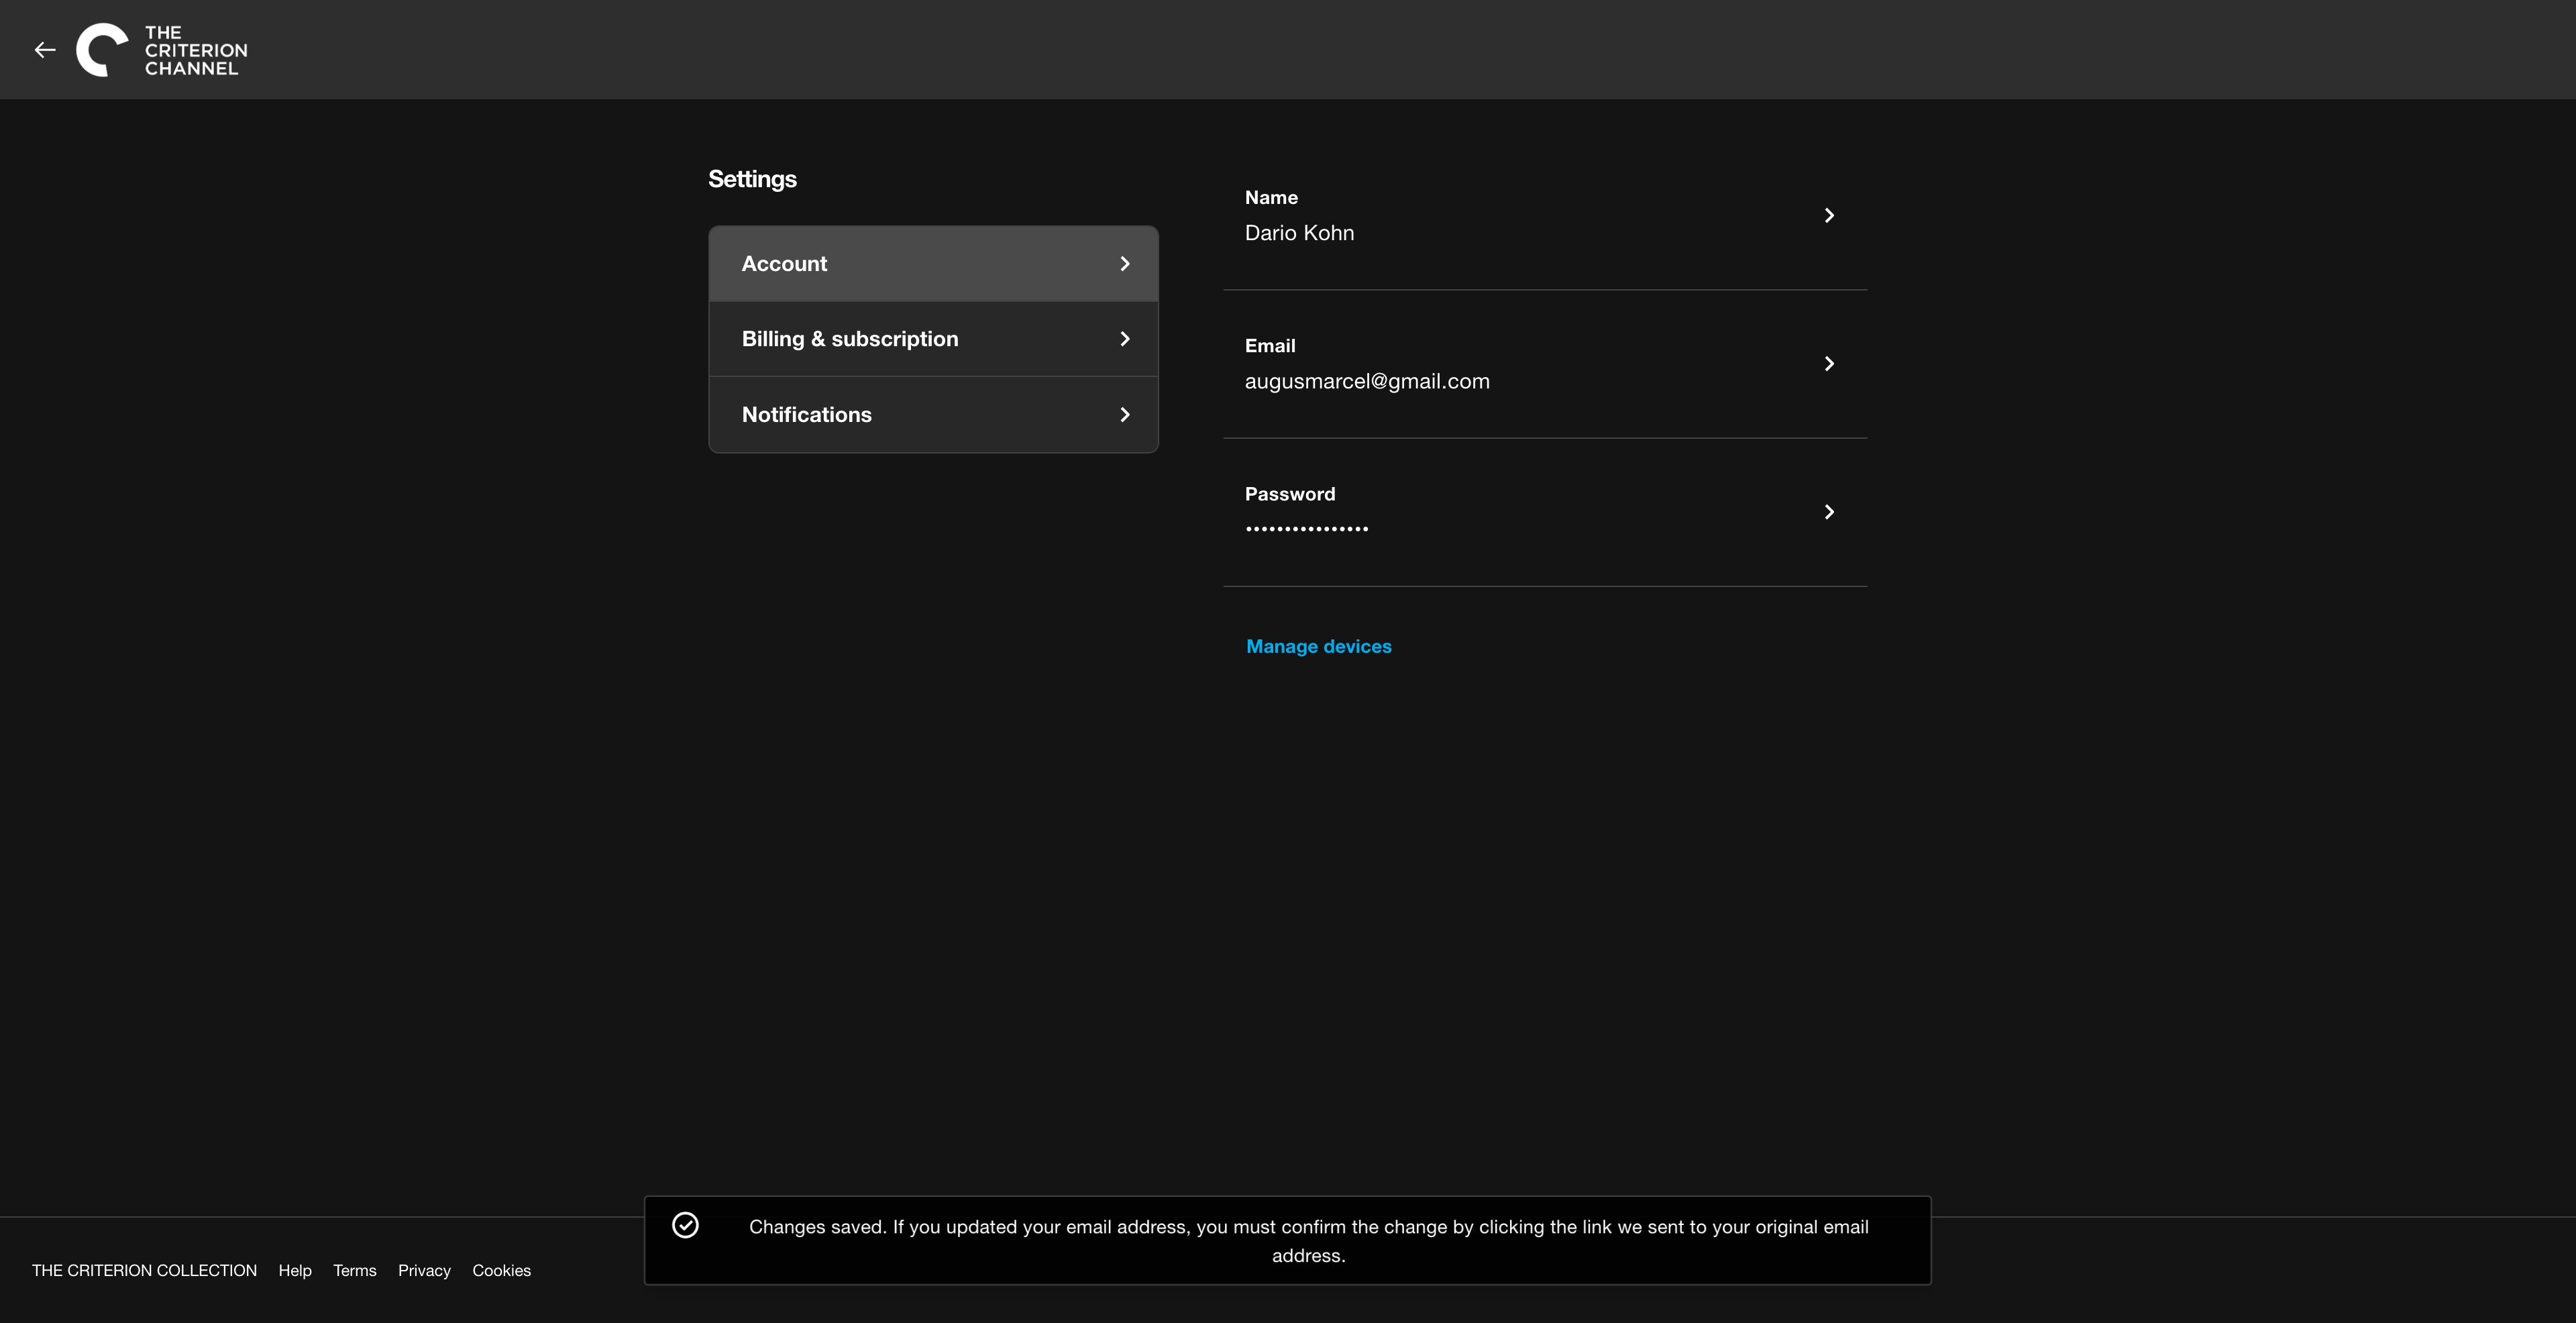 THE
CRITERION
CHANNEL
Settings
Account
Billing & subscription
Notifications
Name
Dario Kohn
Email
augusmarcel@gmail.com
Password
••••••••••••••••
Manage devices
Changes saved. If you updated your email address, you must confirm the change by clicking the link we sent to your original email
address.
THE CRITERION COLLECTION Help Terms Privacy Cookies